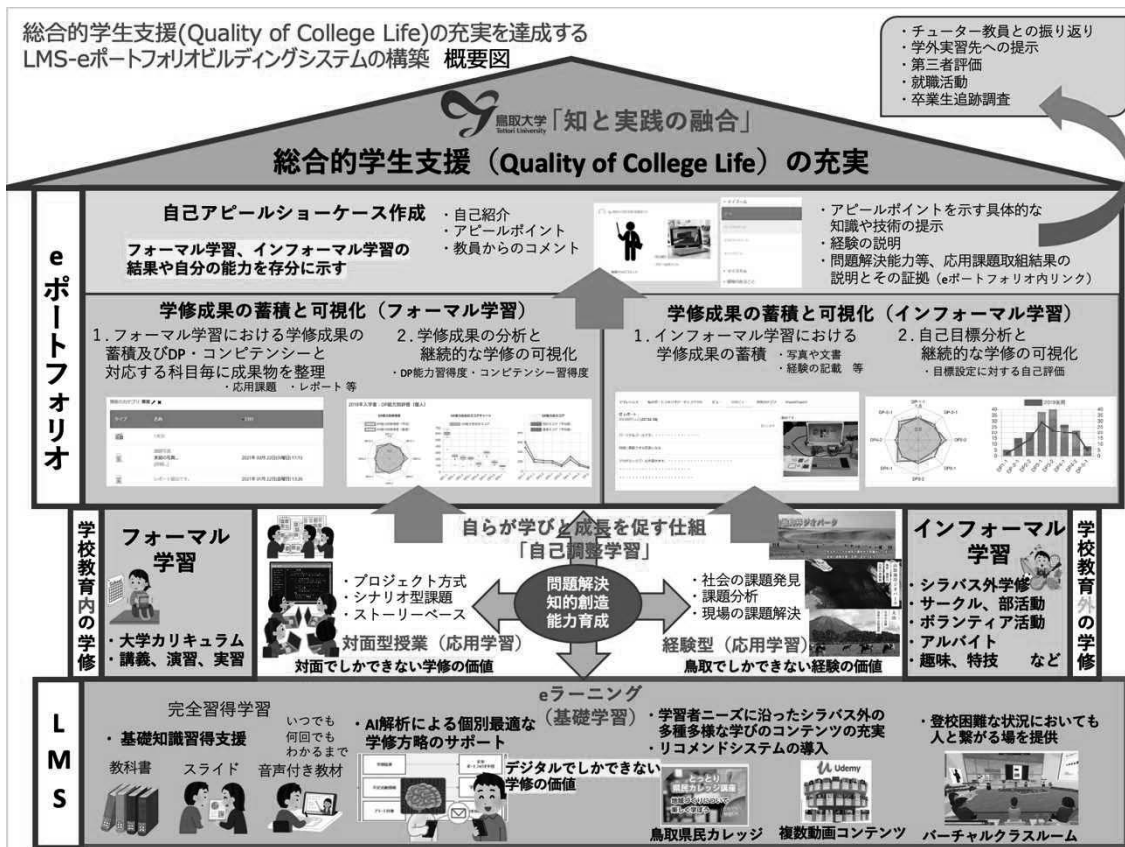 総合的学生支援(Quality of College Life)の充実を達成する
LMS-eポートフォリオビルディングシステムの構築 概要図
・チューター教員との振り返り
・学外実習先への提示
・第三者評価
・就職活動
・卒業生追跡調査
鳥取大学
Tottori University
「知と実践の融合」
総合的学生支援（Quality of College Life）の充実
eポートフォリオ
自己アピールショーケース作成
フォーマル学習、インフォーマル学習の
結果や自分の能力を存分に示す
・自己紹介
・アピールポイント
・教員からのコメント
・アピールポイントを示す具体的な
知識や技術の提示
・経験の説明
・問題解決能力等、応用課題取組結果の
説明とその証拠（eポートフォリオ内リンク）
学修成果の蓄積と可視化（フォーマル学習）
1．フォーマル学習における学修成果の
蓄積及びDP・コンピテンシーと
対応する科目毎に成果物を整理
・応用課題 ・レポート 等
2．学修成果の分析と
継続的な学修の可視化
・DP能力習得度・コンピテンシー習得度
学修成果の蓄積と可視化（インフォーマル学習）
1．インフォーマル学習における
学修成果の蓄積
・写真や文書
・経験の記載 等
2．自己目標分析と
継続的な学修の可視化
・目標設定に対する自己評価
学校教育内の学修
フォーマル
学習
・大学カリキュラム
・講義、演習、実習
自らが学びと成長を促す仕組
「自己調整学習」
・プロジェクト方式
・シナリオ型課題
・ストーリーベース
対面型授業（応用学習）
対面でしかできない学修の価値
問題解決
知的創造
能力育成
・社会の課題発見
・課題分析
・現場の課題解決
経験型（応用学習）
鳥取でしかできない経験の価値
インフォーマル
学習
・シラバス外学修
・サークル、部活動
・ボランティア活動
・アルバイト
・趣味、特技 など
学校教育外の学修
LMS
eラーニング
（基礎学習）
完全習得学習
・基礎知識習得支援
いつでも
何回でも
わかるまで
教科書
スライド
音声付き教材
・AI解析による個別最適な
学修方略のサポート
デジタルでしかできない
学修の価値
・学習者ニーズに沿ったシラバス外の
多種多様な学びのコンテンツの充実
・リコメンドシステムの導入
とっとり
県民カレッジ講座
鳥取県民カレッジ
Udemy
複数動画コンテンツ
・登校困難な状況においても
人と繋がる場を提供
バーチャルクラスルーム